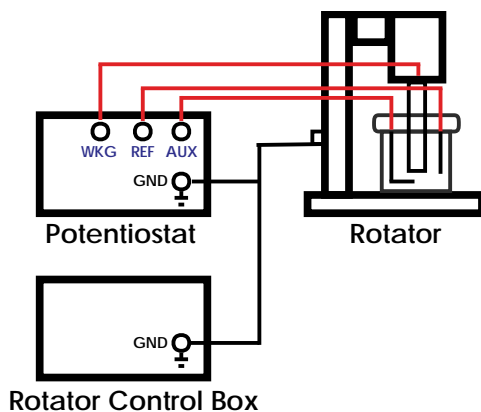 WKG REF AUX
GND
Potentiostat
Rotator
GND
Rotator Control Box